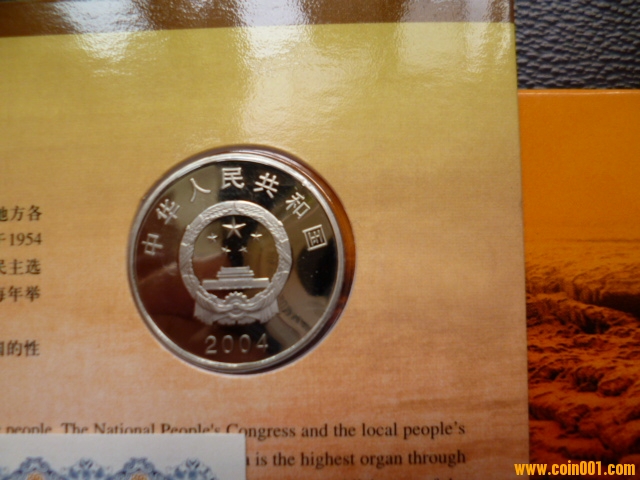 中华人民共和国
2004
地方各
于1954
民主选
每年举
国的性
people. The National People's Congress and the local people's
is the highest organ through
www.coin001.com